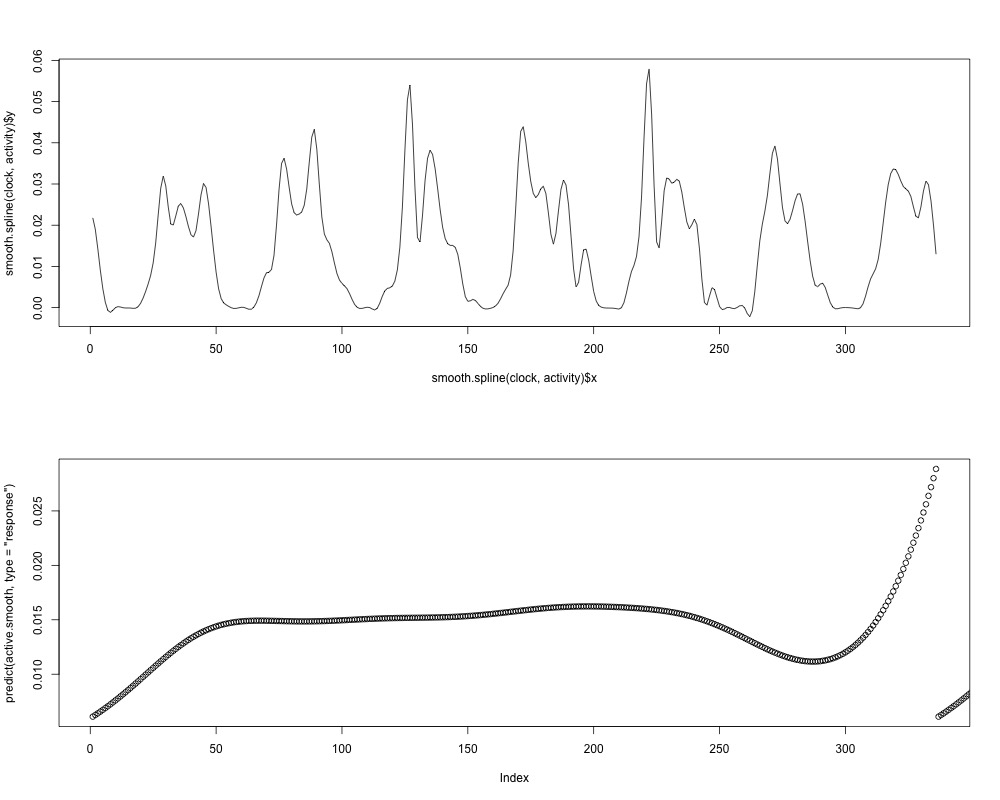 smooth.spline(clock, activity)$y
0.06
0.05
0.04
0.03
0.02
0.01
0.00
0 50 100 150 200 250 300
smooth.spline(clock, activity)$x
predict(active.smooth, type = "response")
0.025
0.020
0.015
0.010
0 50 100 150 200 250 300
Index